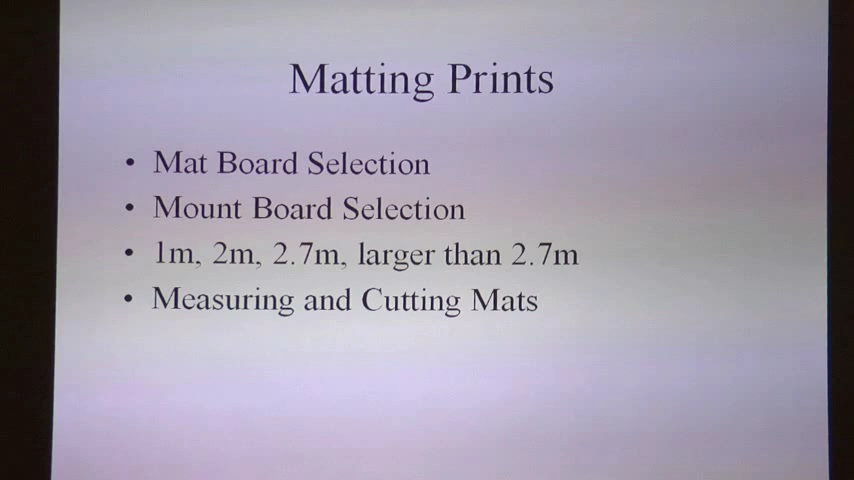 Matting Prints
• Mat Board Selection
• Mount Board Selection
• 1m, 2m, 2.7m, larger than 2.7m
• Measuring and Cutting Mats